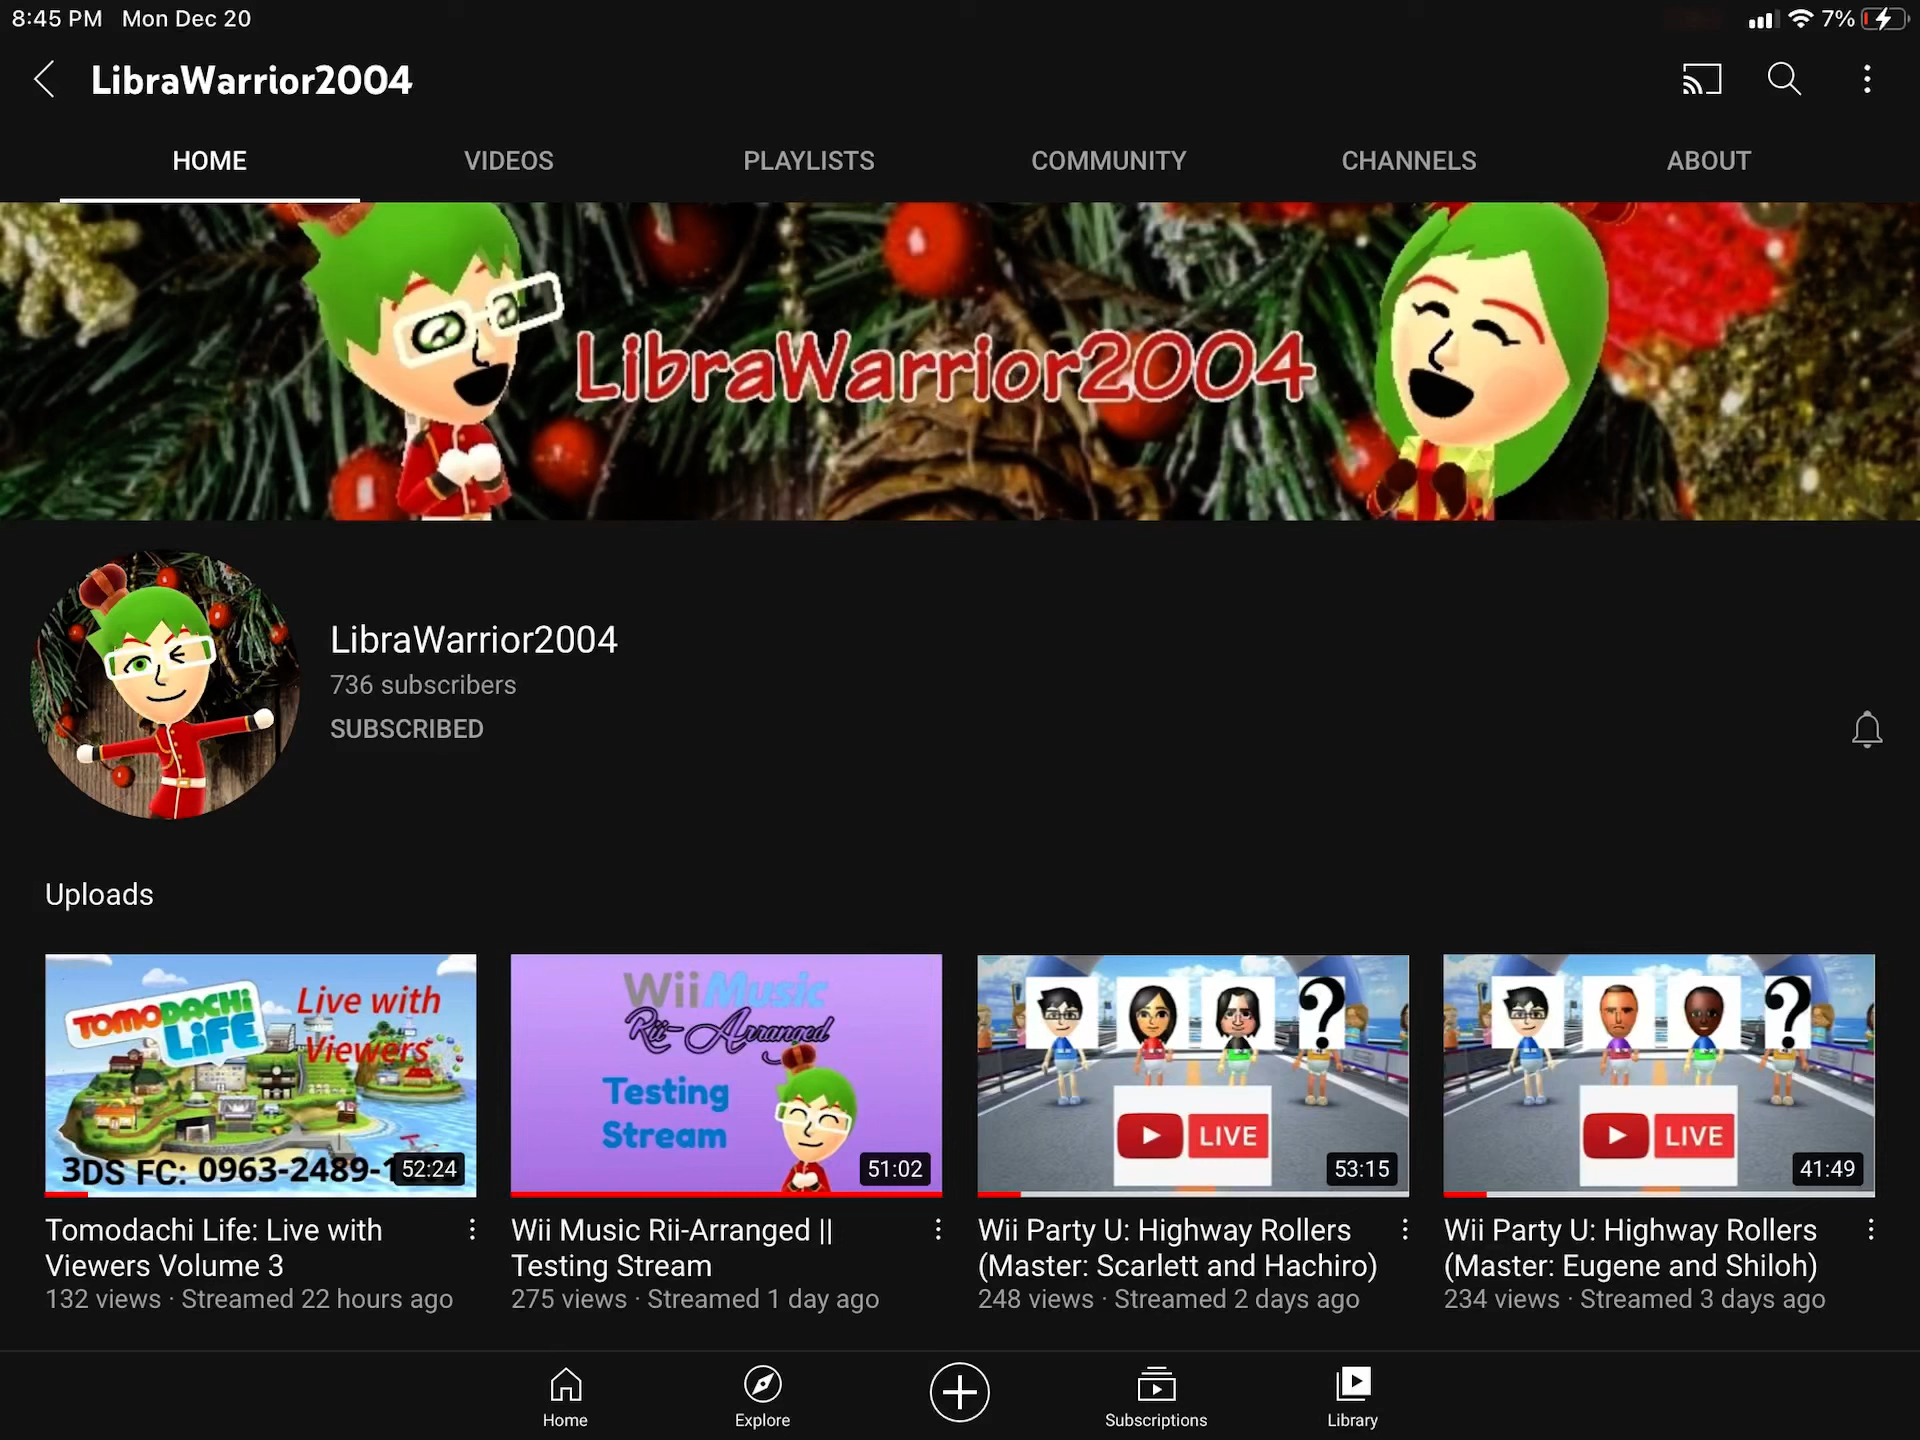 8:45 PM Mon Dec 20
7%
LibraWarrior2004
HOME VIDEOS PLAYLISTS COMMUNITY CHANNELS ABOUT
LibraWarrior2004
LibraWarrior2004
736 subscribers
SUBSCRIBED
Uploads
TOMODACHi LiFE
Live with
Viewers
3DS FC: 0963-2489-1
52:24
Wii Music
Rii-Arranged
Testing
Stream
51:02
?
LIVE
53:15
?
LIVE
41:49
Tomodachi Life: Live with
Viewers Volume 3
132 views · Streamed 22 hours ago
Wii Music Rii-Arranged ||
Testing Stream
275 views · Streamed 1 day ago
Wii Party U: Highway Rollers
(Master: Scarlett and Hachiro)
248 views · Streamed 2 days ago
Wii Party U: Highway Rollers
(Master: Eugene and Shiloh)
234 views · Streamed 3 days ago
Home Explore Subscriptions Library